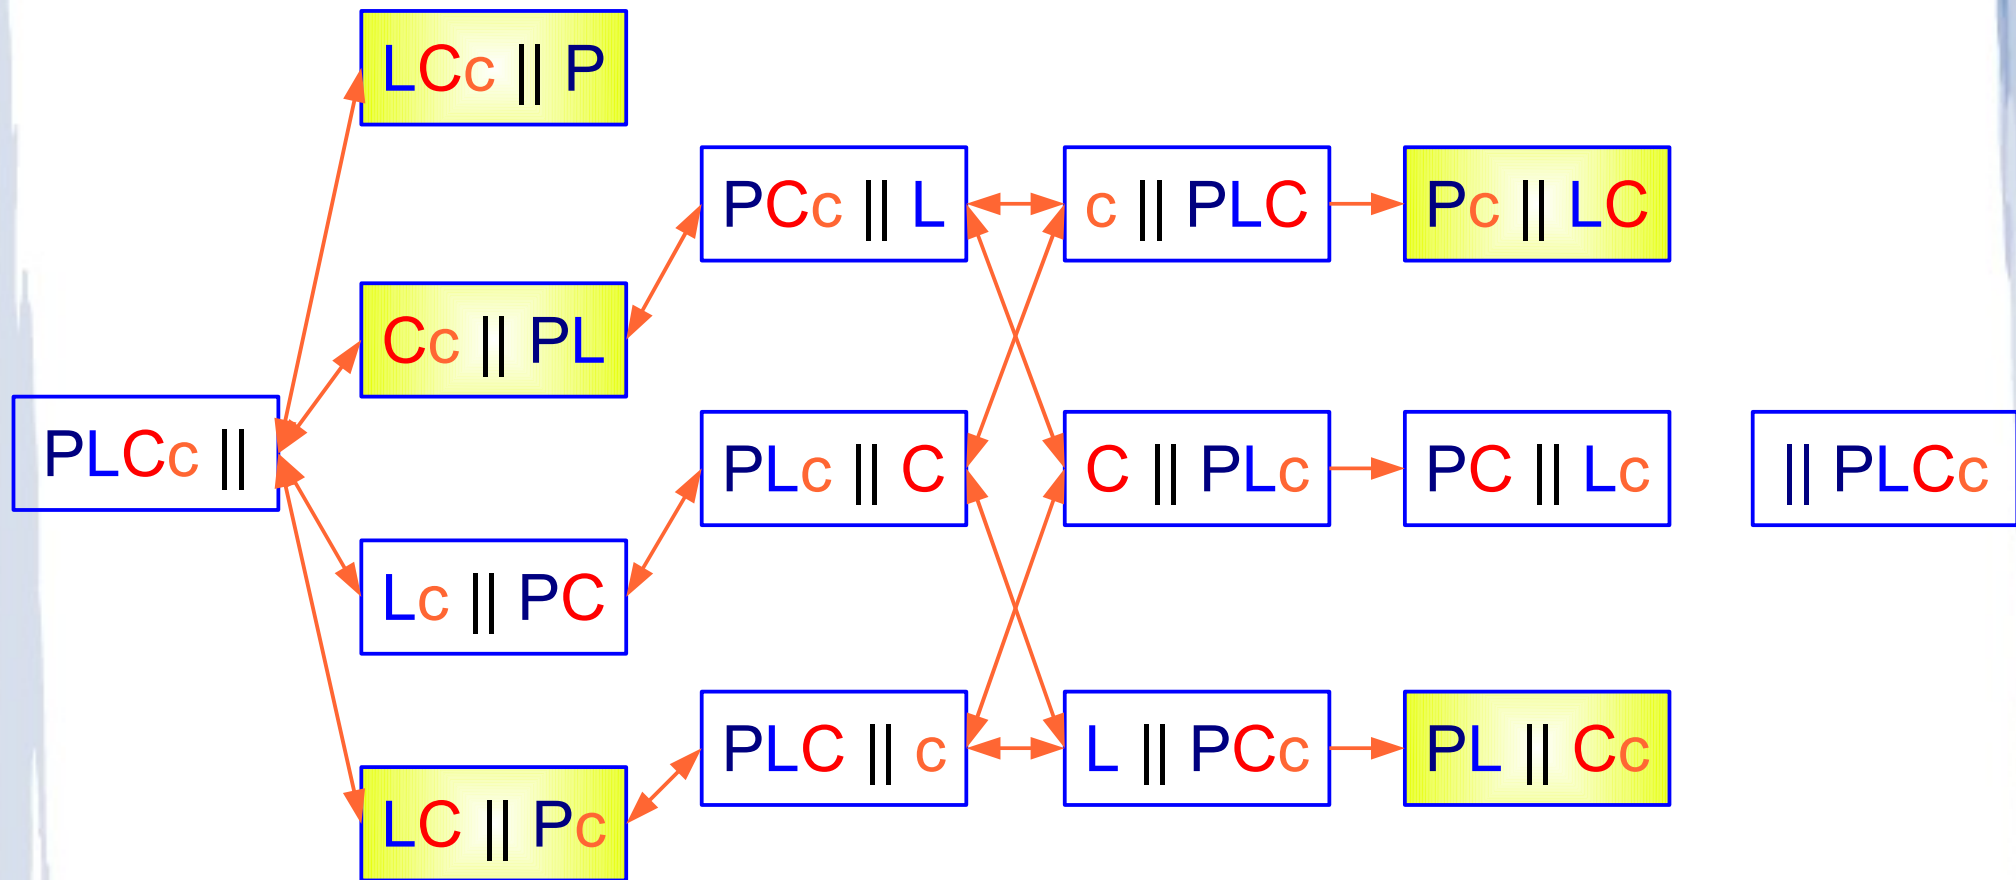 LCc || P
PCc || L
c || PLC
Pc || LC
Cc || PL
PLCc ||
PLc || C
C || PLc
PC || Lc
|| PLCc
Lc || PC
PLC || c
L || PCc
PL || Cc
LC || Pc